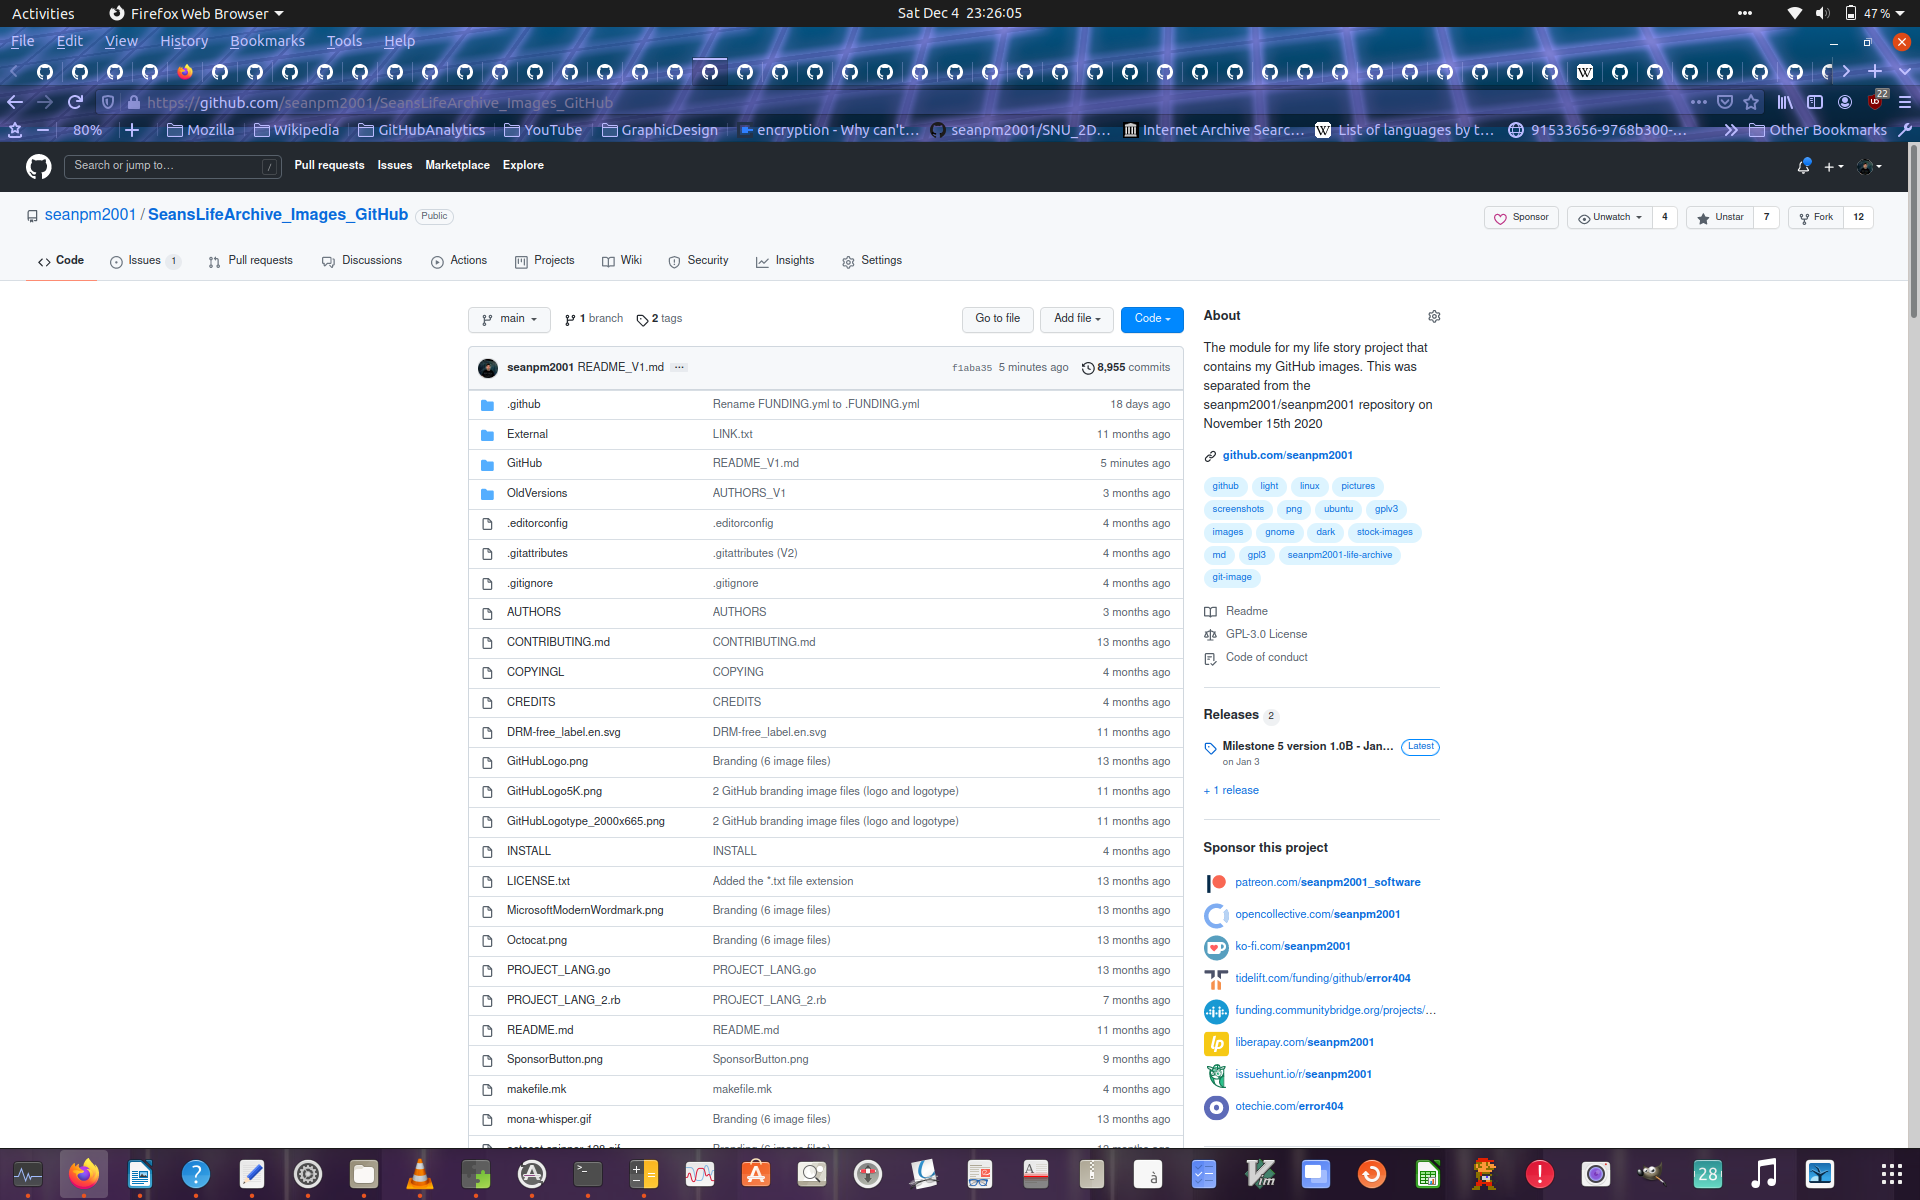 Activities
Firefox Web Browser
Sat Dec 4 23:26:05
47 %
File Edit View History Bookmarks Tools Help
https://github.com/seanpm2001/SeansLifeArchive_Images_GitHub
22
80%
Mozilla
Wikipedia
GitHubAnalytics
YouTube
GraphicDesign
encryption - Why can't...
seanpm2001/SNU_2D...
Internet Archive Searc...
List of languages by t...
91533656-9768b300-...
Other Bookmarks
Search or jump to...
/
Pull requests Issues Marketplace Explore
seanpm2001 / SeansLifeArchive_Images_GitHub
Public
Sponsor
Unwatch 4
Unstar 7
Fork 12
Code
Issues 1
Pull requests
Discussions
Actions
Projects
Wiki
Security
Insights
Settings
main
1 branch
2 tags
Go to file
Add file
Code
seanpm2001 README_V1.md ...
f1aba35 5 minutes ago
8,955 commits
.github Rename FUNDING.yml to .FUNDING.yml 18 days ago
External LINK.txt 11 months ago
GitHub README_V1.md 5 minutes ago
OldVersions AUTHORS_V1 3 months ago
.editorconfig .editorconfig 4 months ago
.gitattributes .gitattributes (V2) 4 months ago
.gitignore .gitignore 4 months ago
AUTHORS AUTHORS 3 months ago
CONTRIBUTING.md CONTRIBUTING.md 13 months ago
COPYINGL COPYING 4 months ago
CREDITS CREDITS 4 months ago
DRM-free_label.en.svg DRM-free_label.en.svg 11 months ago
GitHubLogo.png Branding (6 image files) 13 months ago
GitHubLogo5K.png 2 GitHub branding image files (logo and logotype) 11 months ago
GitHubLogotype_2000x665.png 2 GitHub branding image files (logo and logotype) 11 months ago
INSTALL INSTALL 4 months ago
LICENSE.txt Added the *.txt file extension 13 months ago
MicrosoftModernWordmark.png Branding (6 image files) 13 months ago
Octocat.png Branding (6 image files) 13 months ago
PROJECT_LANG.go PROJECT_LANG.go 13 months ago
PROJECT_LANG_2.rb PROJECT_LANG_2.rb 7 months ago
README.md README.md 11 months ago
SponsorButton.png SponsorButton.png 9 months ago
makefile.mk makefile.mk 4 months ago
mona-whisper.gif Branding (6 image files) 13 months ago
About
The module for my life story project that
contains my GitHub images. This was
separated from the
seanpm2001/seanpm2001 repository on
November 15th 2020
github.com/seanpm2001
github light linux pictures
screenshots png ubuntu gplv3
images gnome dark stock-images
md gpl3 seanpm2001-life-archive
git-image
Readme
GPL-3.0 License
Code of conduct
Releases 2
Milestone 5 version 1.0B - Jan... Latest
on Jan 3
+ 1 release
Sponsor this project
patreon.com/seanpm2001_software
opencollective.com/seanpm2001
ko-fi.com/seanpm2001
tidelift.com/funding/github/error404
funding.communitybridge.org/projects/...
liberapay.com/seanpm2001
issuehunt.io/r/seanpm2001
otechie.com/error404
28